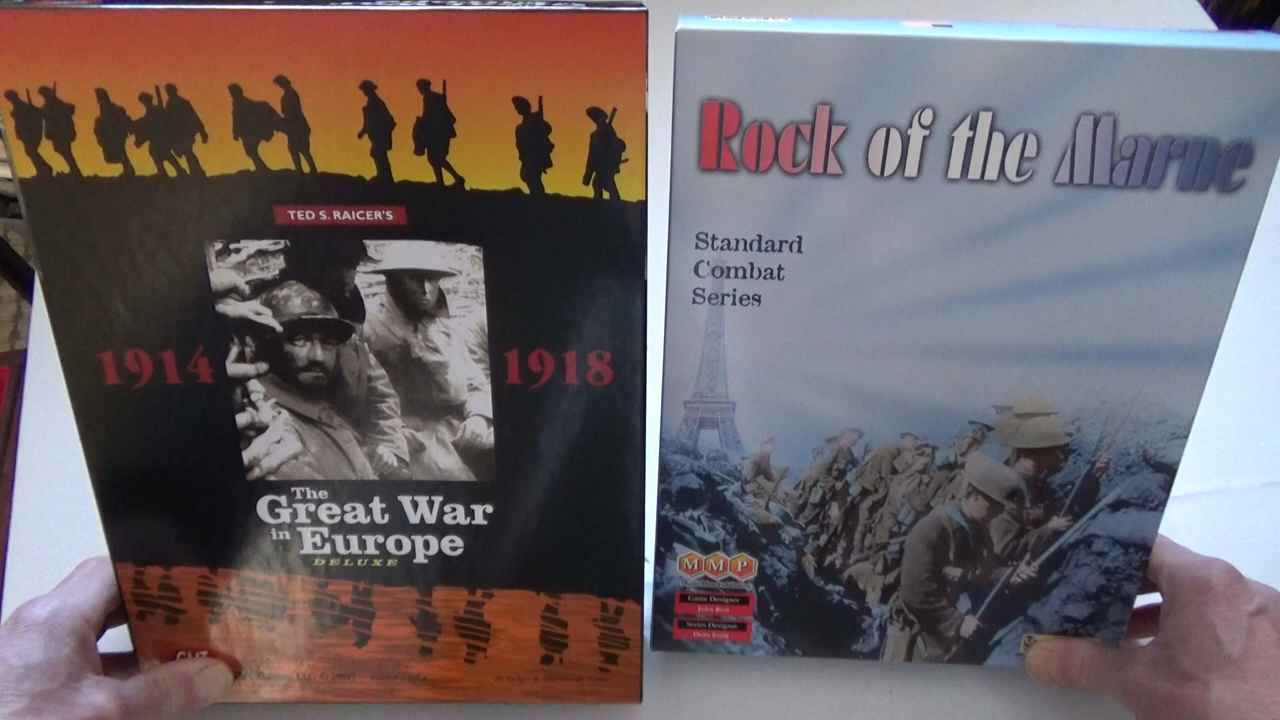 TED S. RAICER'S
1914
1918
The
Great War
in Europe
DELUXE
Rock of the Marne
Standard
Combat
Series
MMP
Game Designer
John Best
Series Designer
Dean Essig